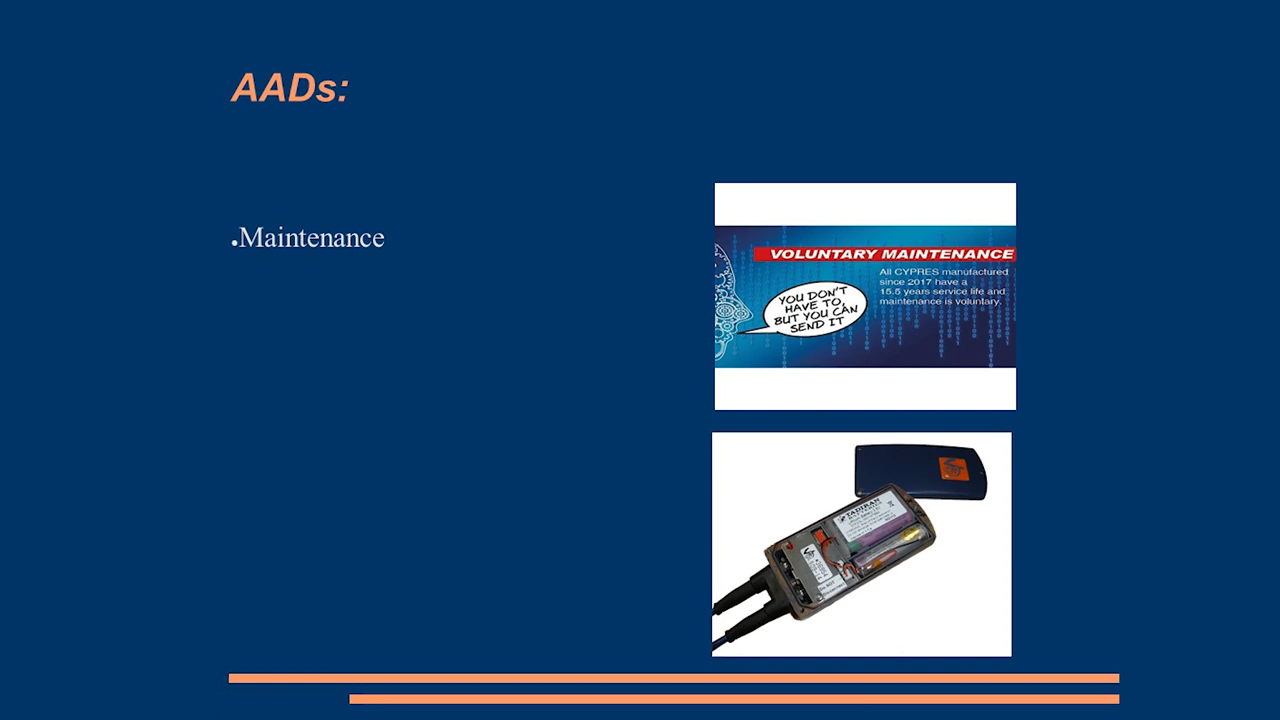 AADs:
Maintenance
VOLUNTARY MAINTENANCE
All CYPRES manufactured
since 2017 have a
15.5 years service life and
maintenance is voluntary.
YOU DON'T
HAVE TO,
BUT YOU CAN
SEND IT
TADIRAN